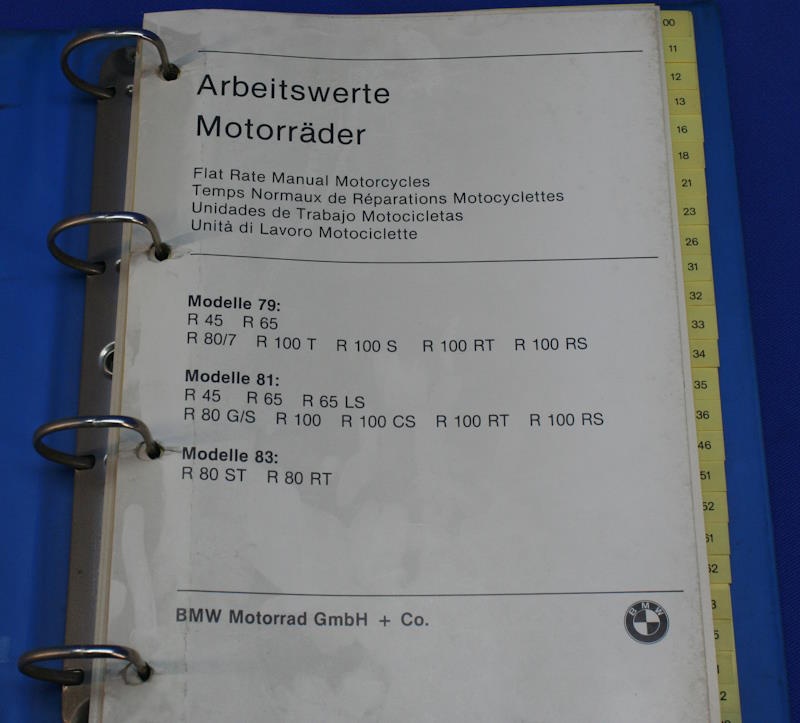 Arbeitswerte
Motorräder
Flat Rate Manual Motorcycles
Temps Normaux de Réparations Motocyclettes
Unidades de Trabajo Motocicletas
Unità di Lavoro Motociclette
Modelle 79:
R 45 R 65
R 80/7 R 100 T R 100 S R 100 RT R 100 RS
Modelle 81:
R 45 R 65 R 65 LS
R 80 G/S R 100 R 100 CS R 100 RT R 100 RS
Modelle 83:
R 80 ST R 80 RT
BMW Motorrad GmbH + Co.
BMW
00
11
12
13
16
18
21
23
26
31
32
33
34
35
36
46
51
52
61
62